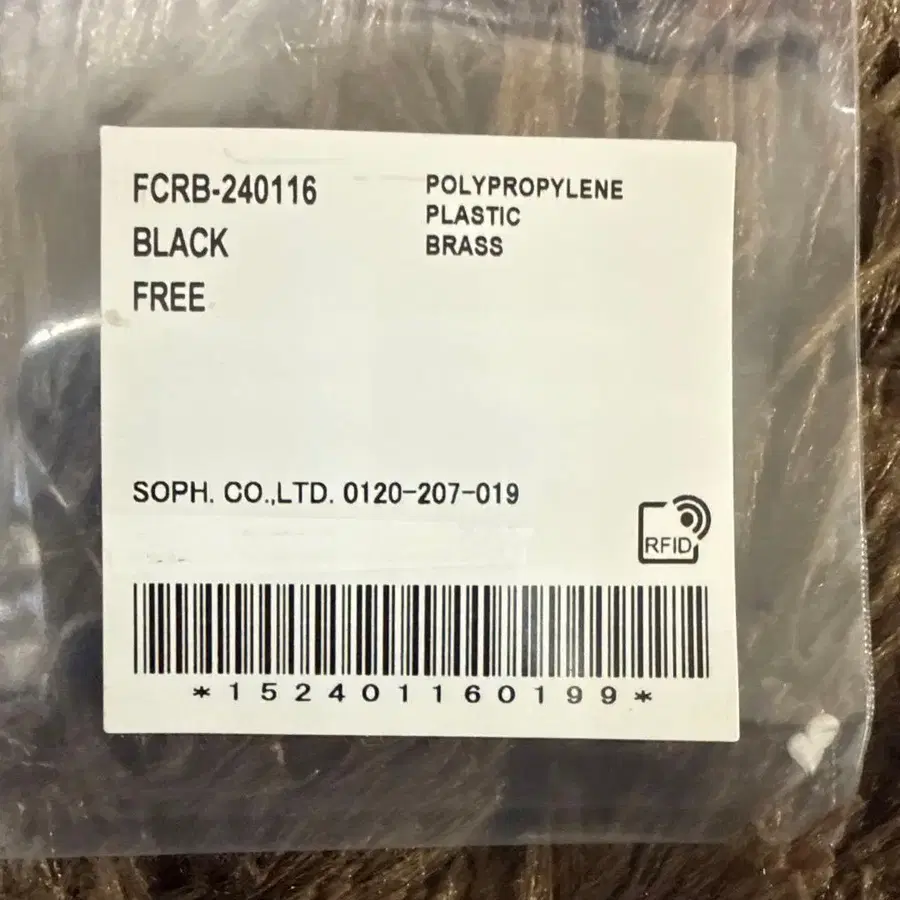 FCRB-240116
BLACK
FREE
POLYPROPYLENE
PLASTIC
BRASS
SOPH. CO.,LTD. 0120-207-019
RFID
*152401160199*